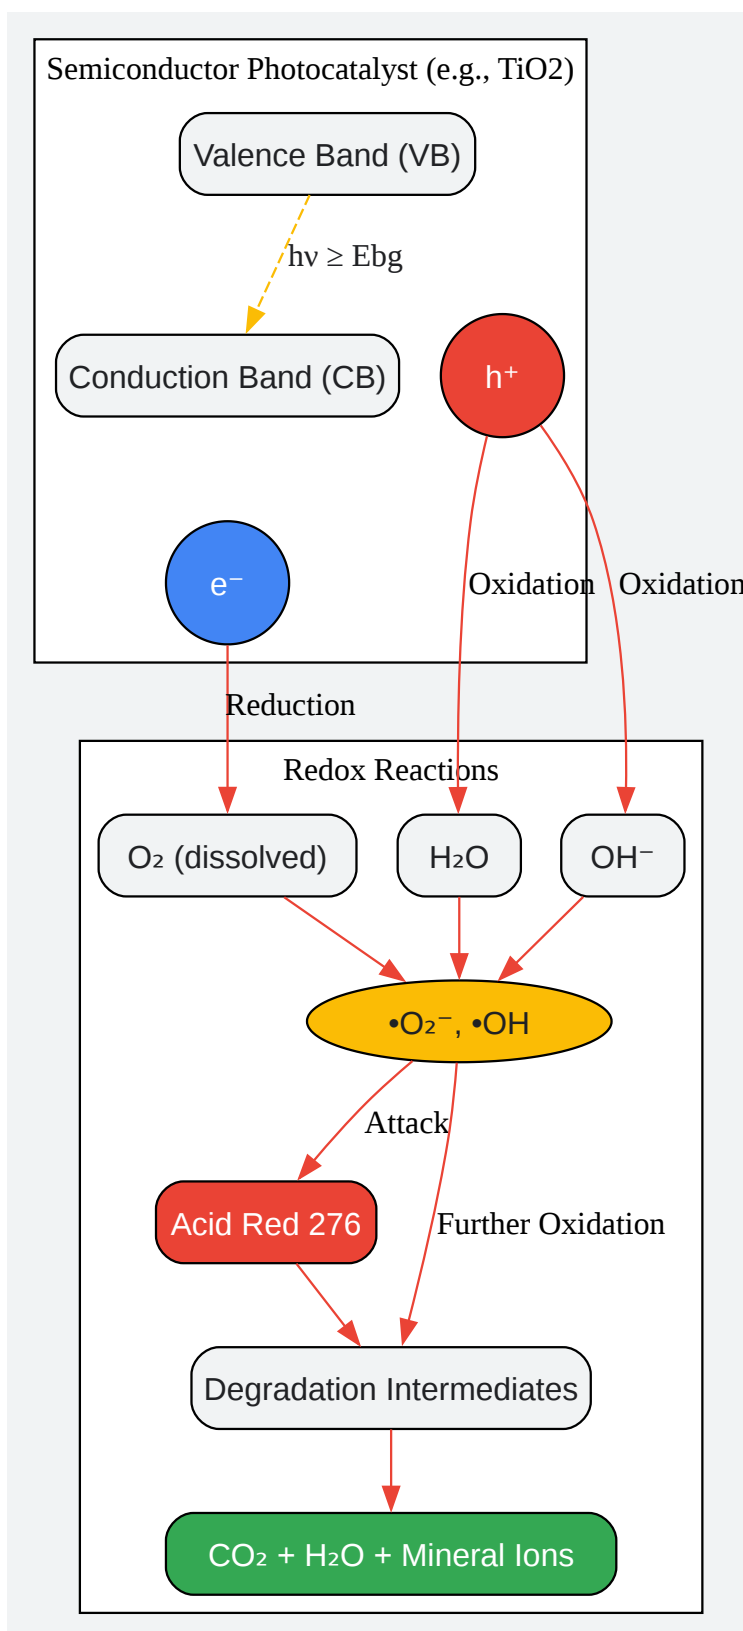 Semiconductor Photocatalyst (e.g., TiO2)
Valence Band (VB)
hν ≥ Ebg
Conduction Band (CB)
h⁺
e⁻
Oxidation
Oxidation
Reduction
Redox Reactions
O₂ (dissolved)
H₂O
OH⁻
•O₂⁻, •OH
Attack
Acid Red 276
Further Oxidation
Degradation Intermediates
CO₂ + H₂O + Mineral Ions